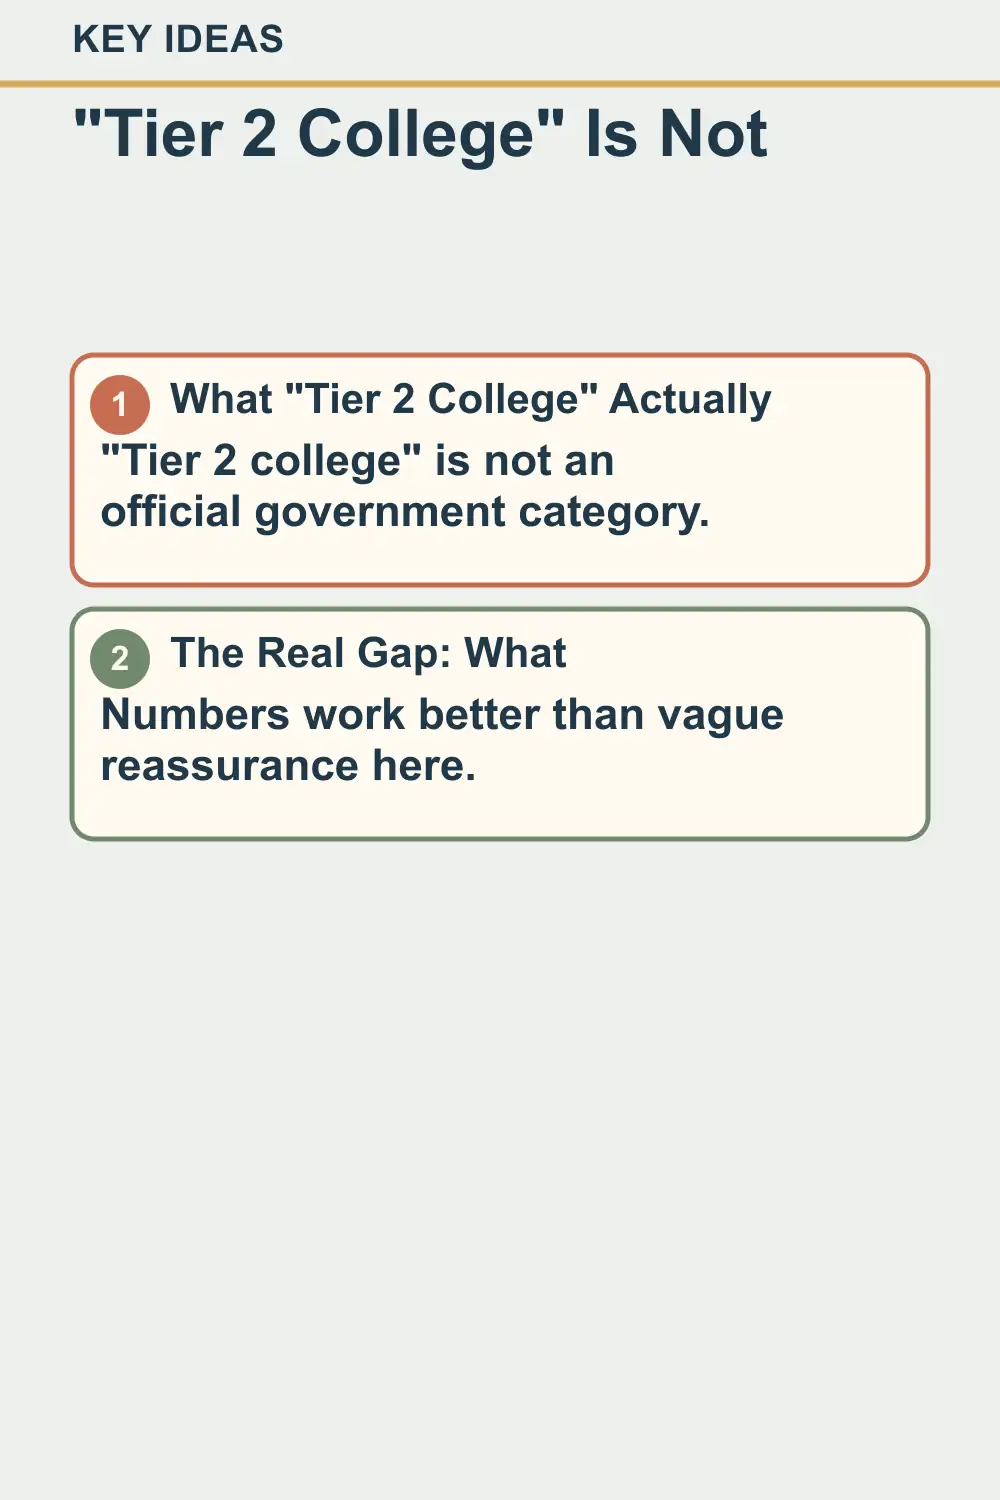 KEY IDEAS
"Tier 2 College" Is Not
1 What "Tier 2 College" Actually
"Tier 2 college" is not an
official government category.
2 The Real Gap: What
Numbers work better than vague
reassurance here.